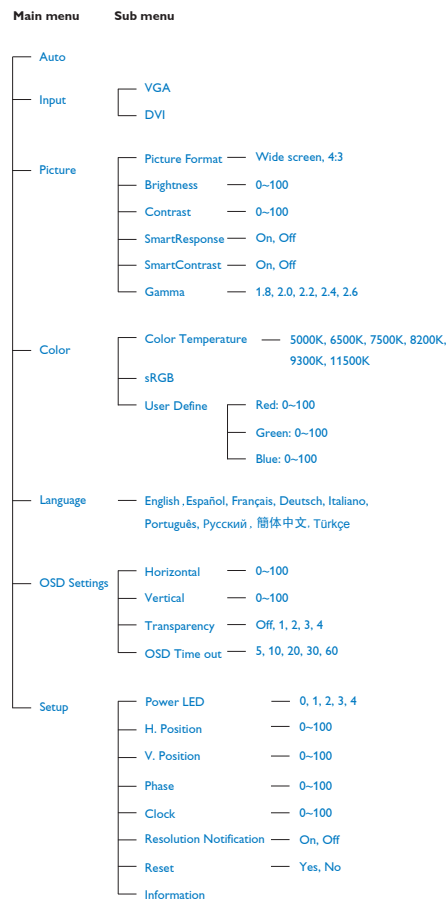 Main menu Sub menu
Auto
Input
VGA
DVI
Picture
Picture Format Wide screen, 4:3
Brightness 0~100
Contrast 0~100
SmartResponse On, Off
SmartContrast On, Off
Gamma 1.8, 2.0, 2.2, 2.4, 2.6
Color
Color Temperature 5000K, 6500K, 7500K, 8200K,
9300K, 11500K
sRGB
User Define Red: 0~100
Green: 0~100
Blue: 0~100
Language English , Español, Français, Deutsch, Italiano,
Português, Русский , 簡体中文, Türkçe
OSD Settings
Horizontal 0~100
Vertical 0~100
Transparency Off, 1, 2, 3, 4
OSD Time out 5, 10, 20, 30, 60
Setup
Power LED 0, 1, 2, 3, 4
H. Position 0~100
V. Position 0~100
Phase 0~100
Clock 0~100
Resolution Notification On, Off
Reset Yes, No
Information